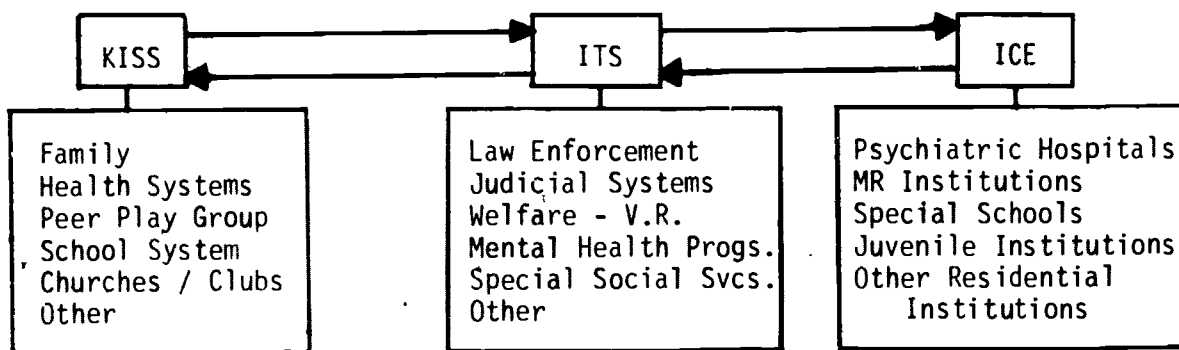 KISS
ITS
ICE
Family
Health Systems
Peer Play Group
School System
Churches / Clubs
Other
Law Enforcement
Judicial Systems
Welfare - V.R.
Mental Health Progs.
Special Social Svcs.
Other
Psychiatric Hospitals
MR Institutions
Special Schools
Juvenile Institutions
Other Residential
Institutions